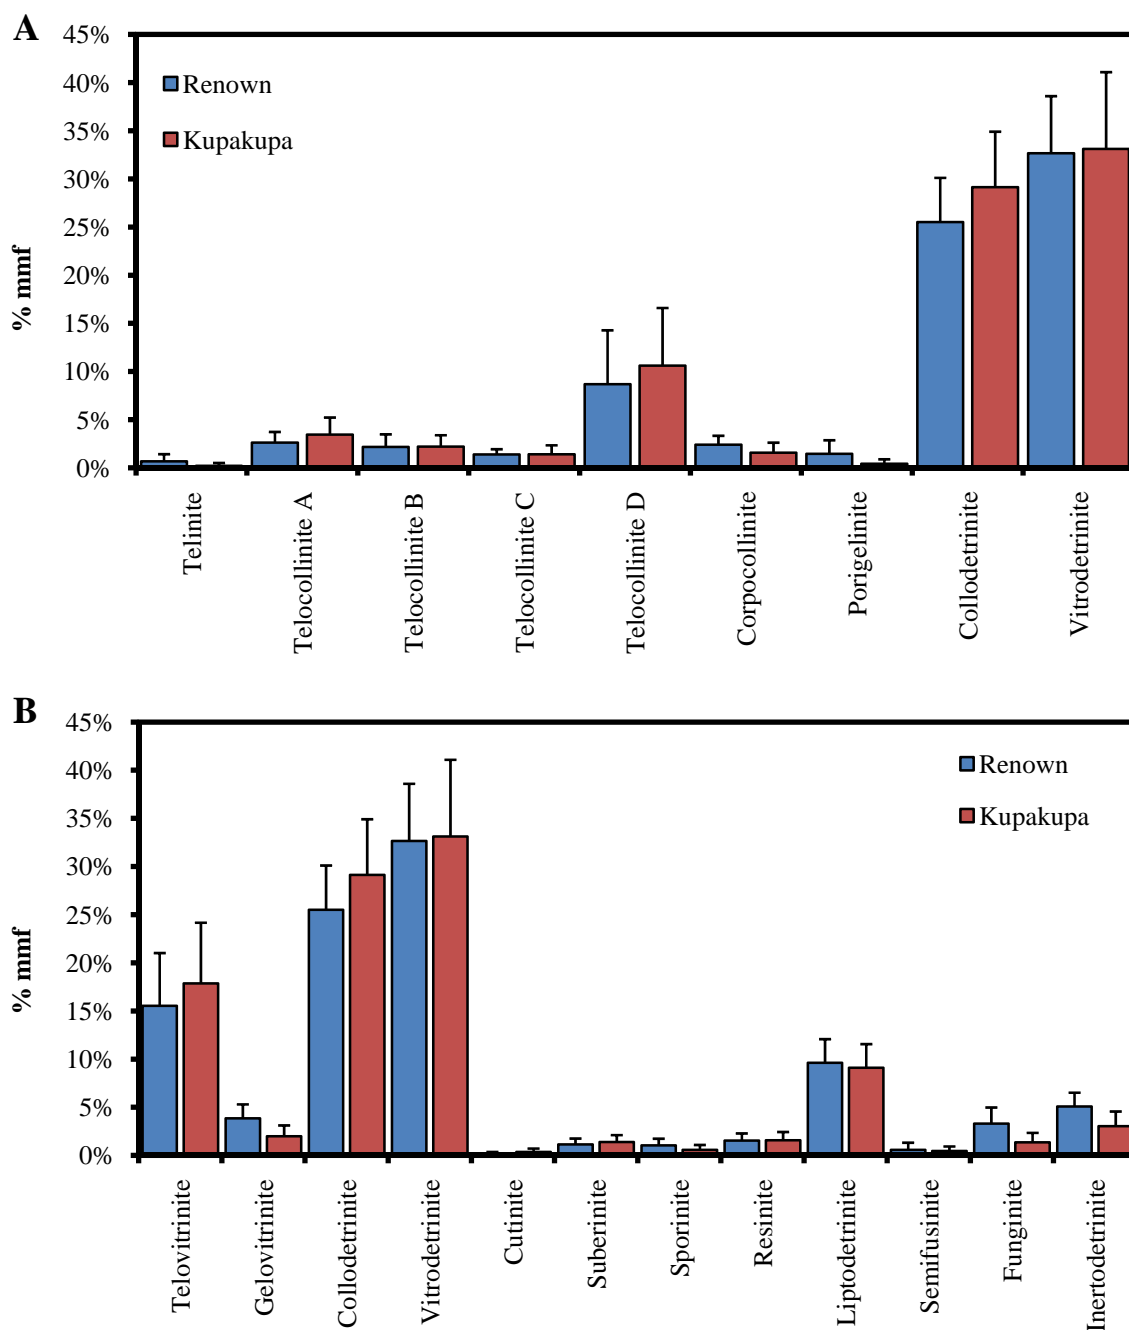 A
45%
40%
35%
30%
25%
20%
15%
10%
5%
0%
% mmf
Renown
Kupakupa
Telinite
Telocollinite A
Telocollinite B
Telocollinite C
Telocollinite D
Corpocollinite
Porigelinite
Collodetrinite
Vitrodetrinite
B
45%
40%
35%
30%
25%
20%
15%
10%
5%
0%
% mmf
Renown
Kupakupa
Telovitrinite
Gelovitrinite
Collodetrinite
Vitrodetrinite
Cutinite
Suberinite
Sporinite
Resinite
Liptodetrinite
Semifusinite
Funginite
Inertodetrinite